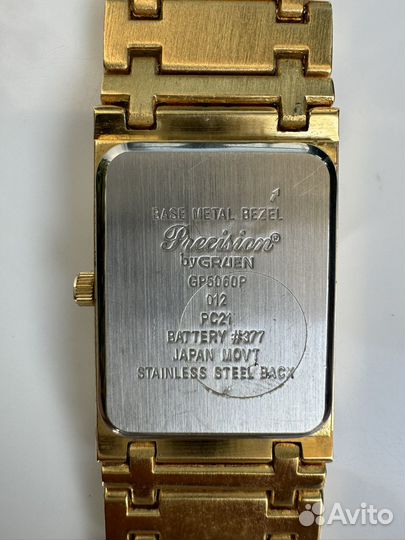 BASE METAL BEZEL
Precision®
by GRUEN
GP5060P
012
PC21
BATTERY #377
JAPAN MOVT
STAINLESS STEEL BACK
Avito